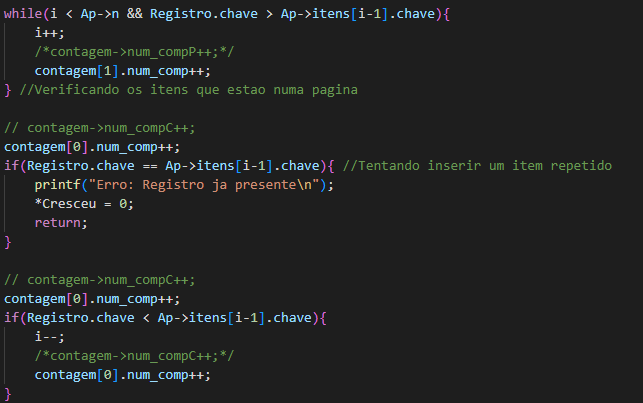 while(i < Ap->n && Registro.chave > Ap->itens[i-1].chave){
    i++;
    /*contagem->num_compP++;*/
    contagem[1].num_comp++;
} //Verificando os itens que estao numa pagina

// contagem->num_compC++;
contagem[0].num_comp++;
if(Registro.chave == Ap->itens[i-1].chave){ //Tentando inserir um item repetido
    printf("Erro: Registro ja presente\n");
    *Cresceu = 0;
    return;
}

// contagem->num_compC++;
contagem[0].num_comp++;
if(Registro.chave < Ap->itens[i-1].chave){
    i--;
    /*contagem->num_compC++;*/
    contagem[0].num_comp++;
}